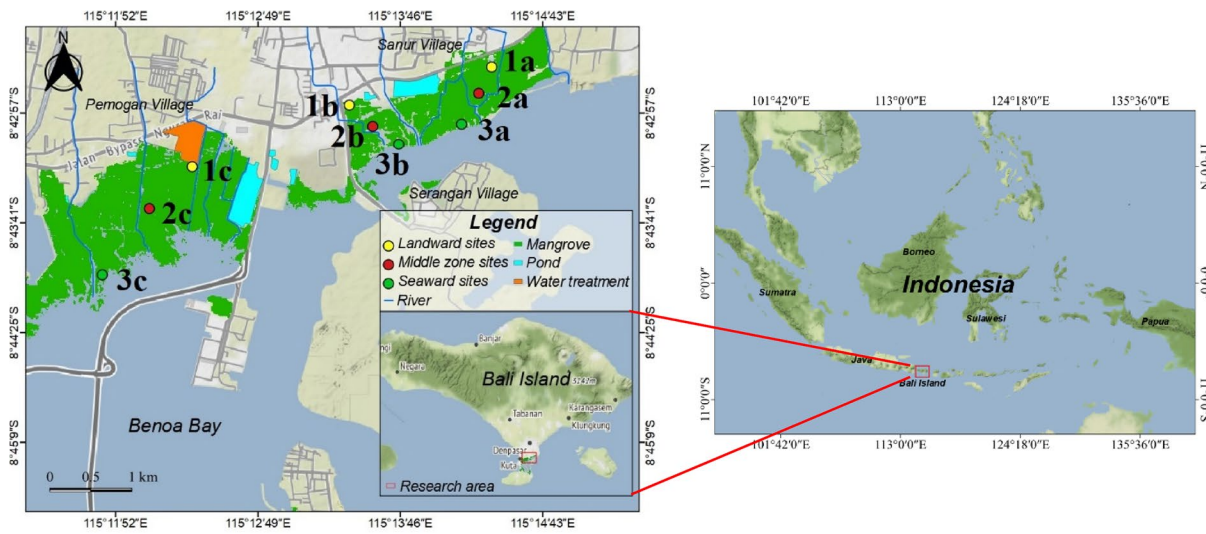 115°11'52"E 115°12'49"E 115°13'46"E 115°14'43"E
N
Sanur Village
Pemogan Village
Jalan Bypass Ngurah Rai
1a
2a
3a
1b
2b
3b
1c
2c
3c
Serangan Village
8°42'57"S
8°43'41"S
8°44'25"S
8°45'9"S
8°42'57"S
8°43'41"S
8°44'25"S
8°45'9"S
Legend
Landward sites
Middle zone sites
Seaward sites
River
Mangrove
Pond
Water treatment
Benoa Bay
0 0.5 1 km
Banjar
Negara
Bali Island
Tabanan
Karangasem
Klungkung
Denpasar
Kuta
Research area
115°11'52"E 115°12'49"E 115°13'46"E 115°14'43"E
101°42'0"E 113°0'0"E 124°18'0"E 135°36'0"E
11°0'0"N
0°0'0"
11°0'0"S
11°0'0"N
0°0'0"
11°0'0"S
Borneo
Indonesia
Sumatra
Sulawesi
Papua
Java
Bali Island
101°42'0"E 113°0'0"E 124°18'0"E 135°36'0"E